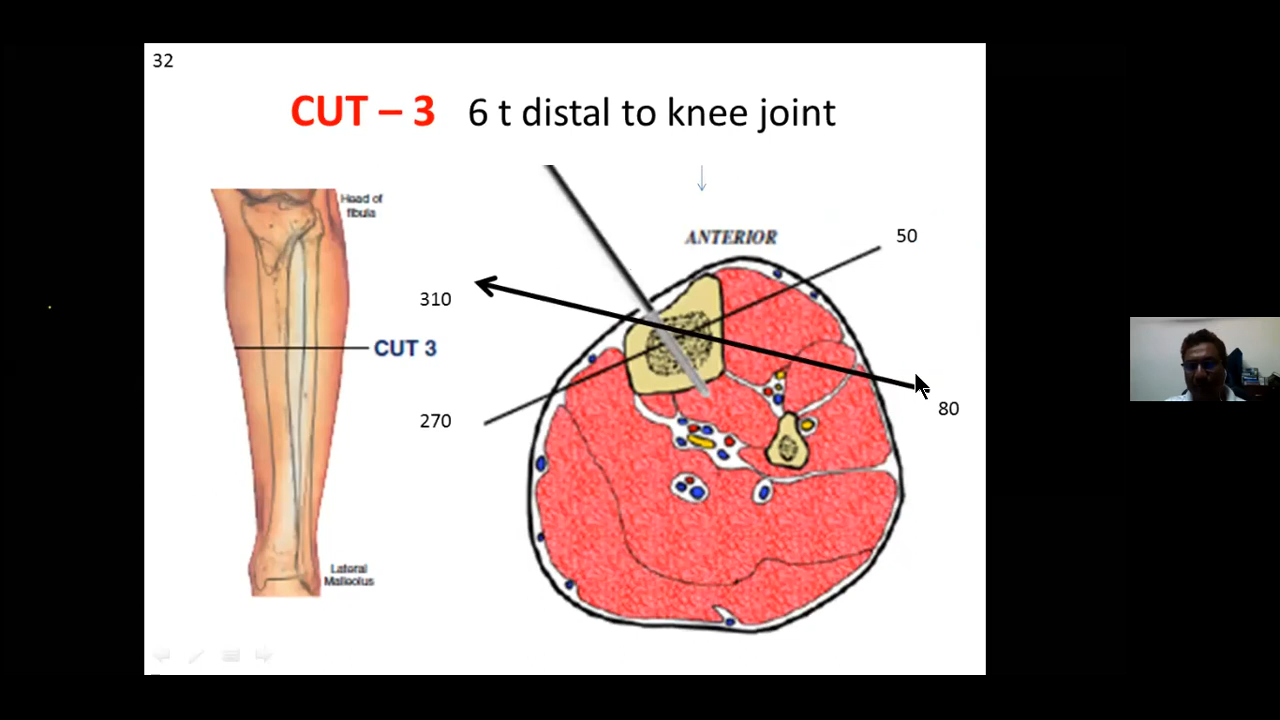 32
CUT – 3 6 t distal to knee joint
Head of
fibula
ANTERIOR
50
310
CUT 3
270
80
Lateral
Malleolus